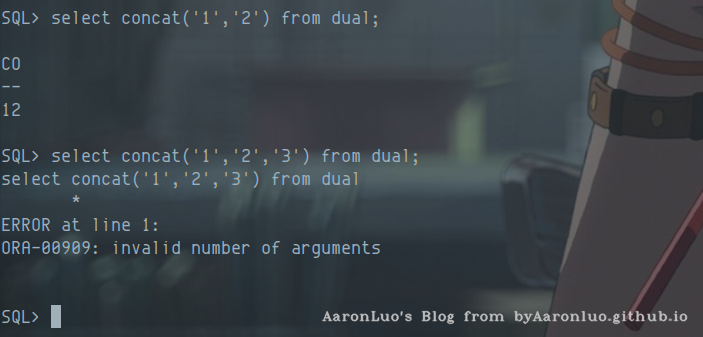 SQL> select concat('1','2') from dual;
CO
--
12
SQL> select concat('1','2','3') from dual;
select concat('1','2','3') from dual
*
ERROR at line 1:
ORA-00909: invalid number of arguments
SQL>
AaronLuo's Blog from byAaronluo.github.io